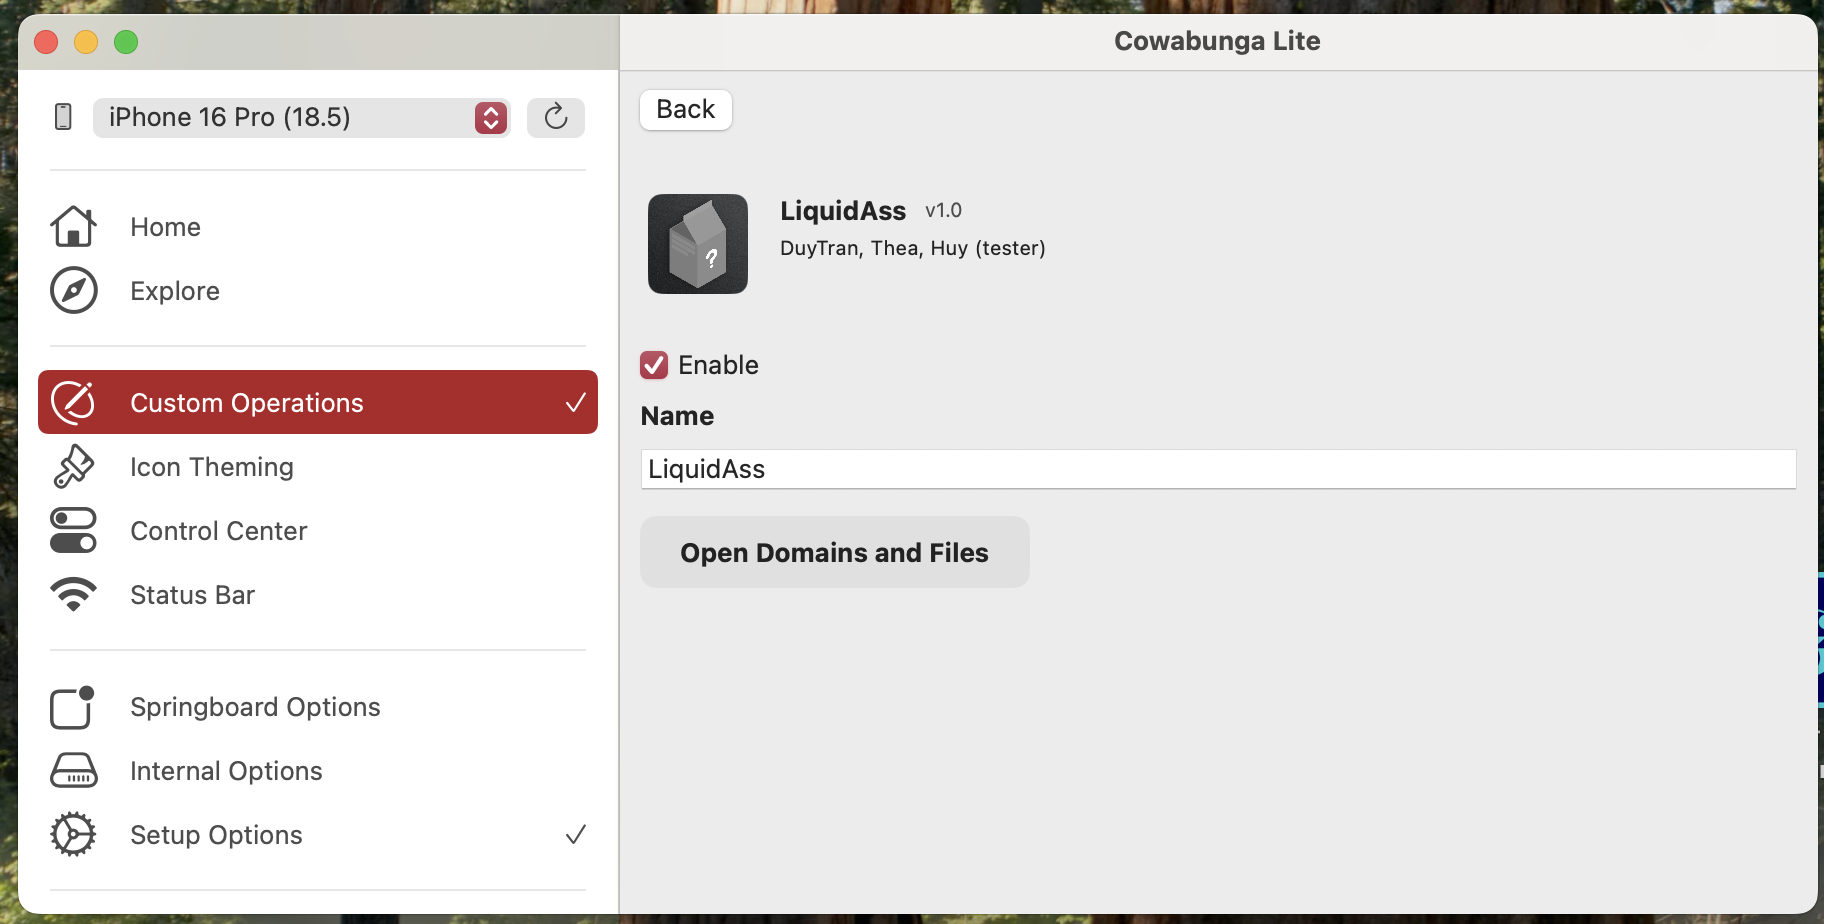 Cowabunga Lite
iPhone 16 Pro (18.5)
Home
Explore
Custom Operations
Icon Theming
Control Center
Status Bar
Springboard Options
Internal Options
Setup Options
Back
LiquidAss v1.0
DuyTran, Thea, Huy (tester)
?
Enable
Name
LiquidAss
Open Domains and Files